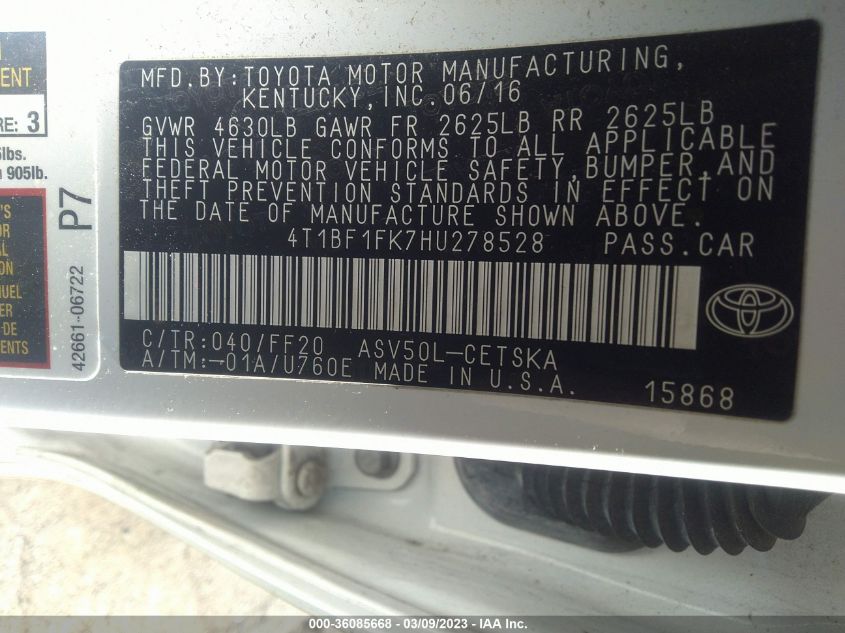 MFD.BY:TOYOTA MOTOR MANUFACTURING,
KENTUCKY,INC.06/16
GVWR 4630LB GAWR FR 2625LB RR 2625LB
THIS VEHICLE CONFORMS TO ALL APPLICABLE
FEDERAL MOTOR VEHICLE SAFETY,BUMPER,AND
THEFT PREVENTION STANDARDS IN EFFECT ON
THE DATE OF MANUFACTURE SHOWN ABOVE.
4T1BF1FK7HU278528 PASS.CAR
C/TR:040/FF20 ASV50L-CETSKA
A/TM:-01A/U760E MADE IN U.S.A.
15868
RE: 3
lbs.
905lb.
P7
42661-06722
000-36085668 - 03/09/2023 - IAA Inc.